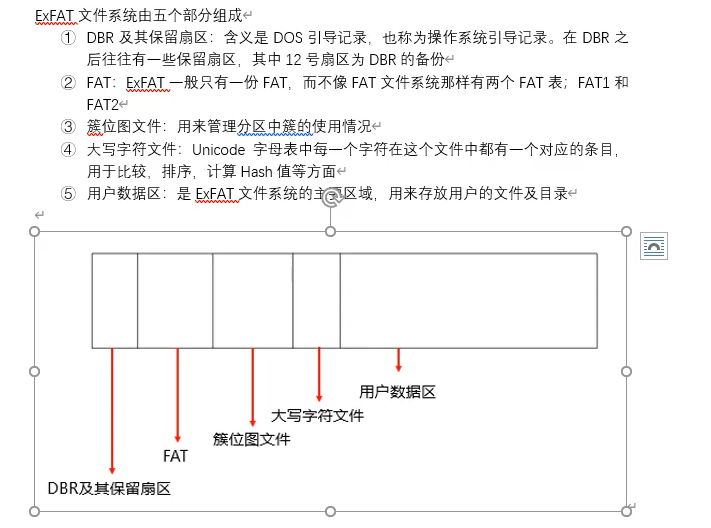 ExFAT 文件系统由五个部分组成
① DBR 及其保留扇区：含义是 DOS 引导记录，也称为操作系统引导记录。在 DBR 之
后往往有一些保留扇区，其中 12 号扇区为 DBR 的备份
② FAT：ExFAT 一般只有一份 FAT，而不像 FAT 文件系统那样有两个 FAT 表；FAT1 和
FAT2
③ 簇位图文件：用来管理分区中簇的使用情况
④ 大写字符文件：Unicode 字母表中每一个字符在这个文件中都有一个对应的条目，
用于比较，排序，计算 Hash 值等方面
⑤ 用户数据区：是 ExFAT 文件系统的主要区域，用来存放用户的文件及目录
用户数据区
大写字符文件
簇位图文件
FAT
DBR及其保留扇区